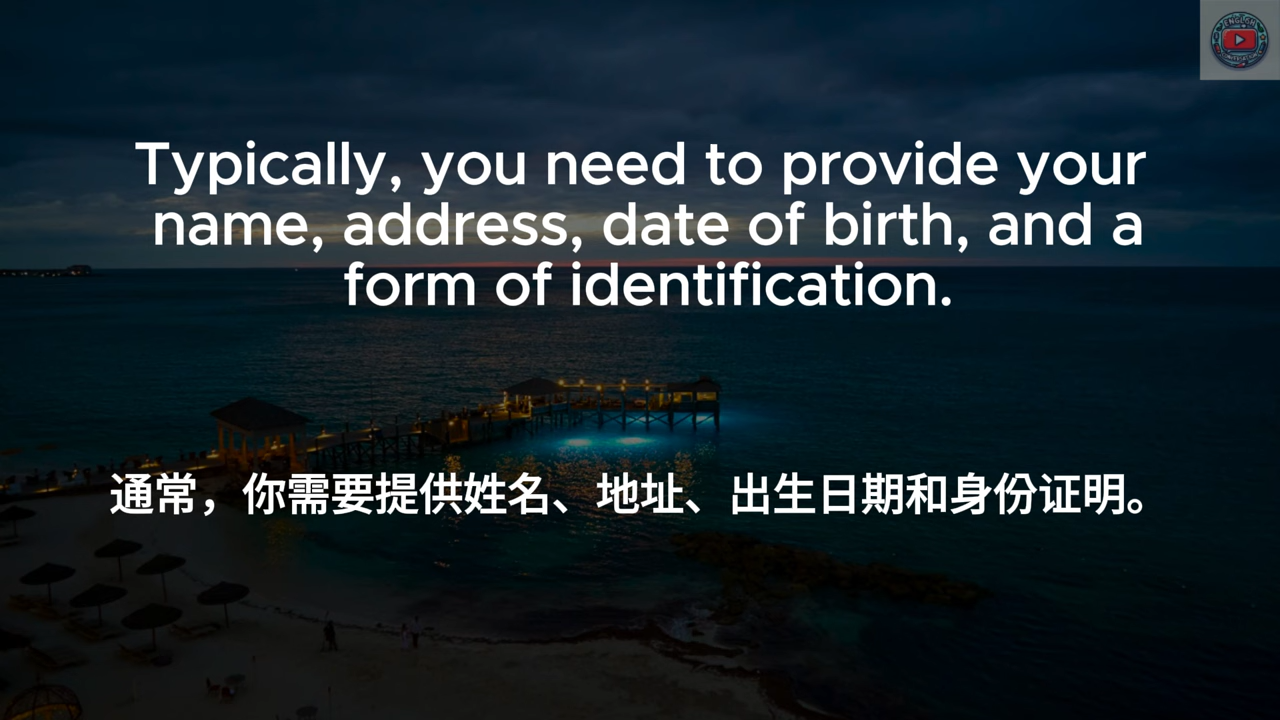 ENGLISH
Typically, you need to provide your
name, address, date of birth, and a
form of identification.
通常，你需要提供姓名、地址、出生日期和身份证明。